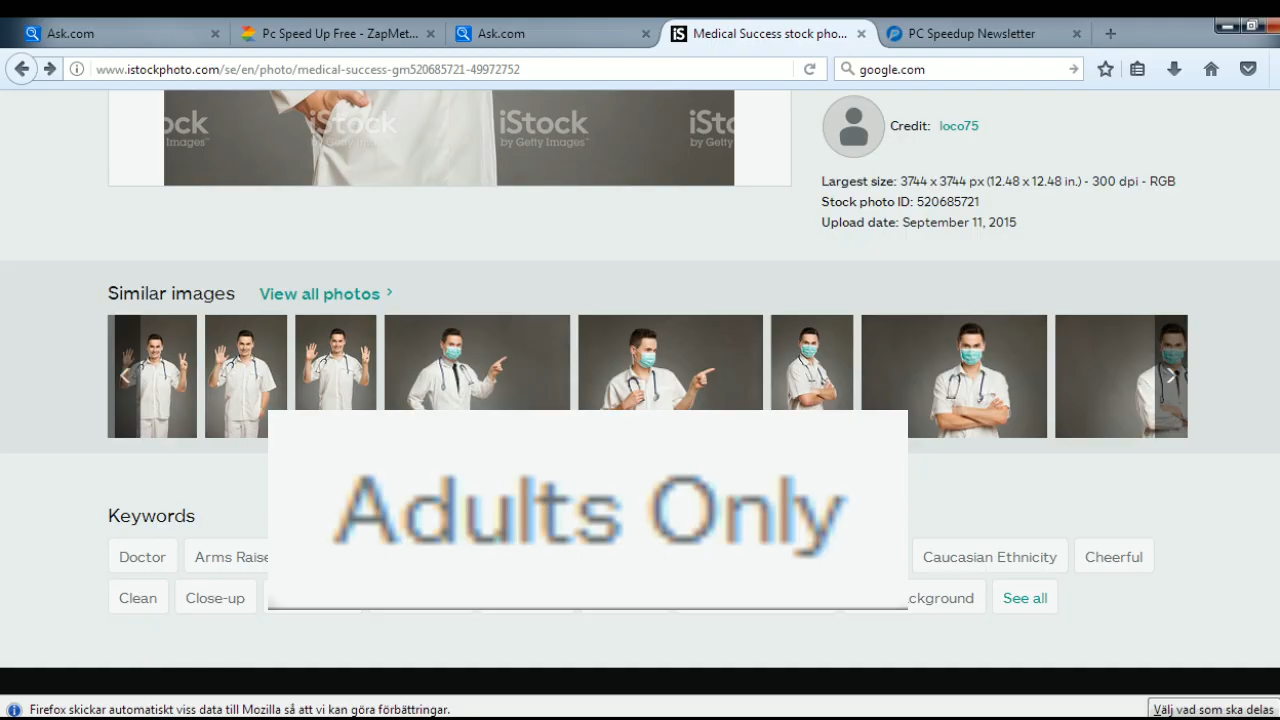 Ask.com
Pc Speed Up Free - ZapMet...
Ask.com
Medical Success stock pho...
PC Speedup Newsletter
www.istockphoto.com/se/en/photo/medical-success-gm520685721-49972752
google.com
iStock
by Getty Images
iStock
by Getty Images
Credit: loco75
Largest size: 3744 x 3744 px (12.48 x 12.48 in.) - 300 dpi - RGB
Stock photo ID: 520685721
Upload date: September 11, 2015
Similar images
View all photos
Adults Only
Keywords
Doctor
Arms Raise
Caucasian Ethnicity
Cheerful
Clean
Close-up
ckground
See all
Firefox skickar automatiskt viss data till Mozilla så att vi kan göra förbättringar.
Välj vad som ska delas